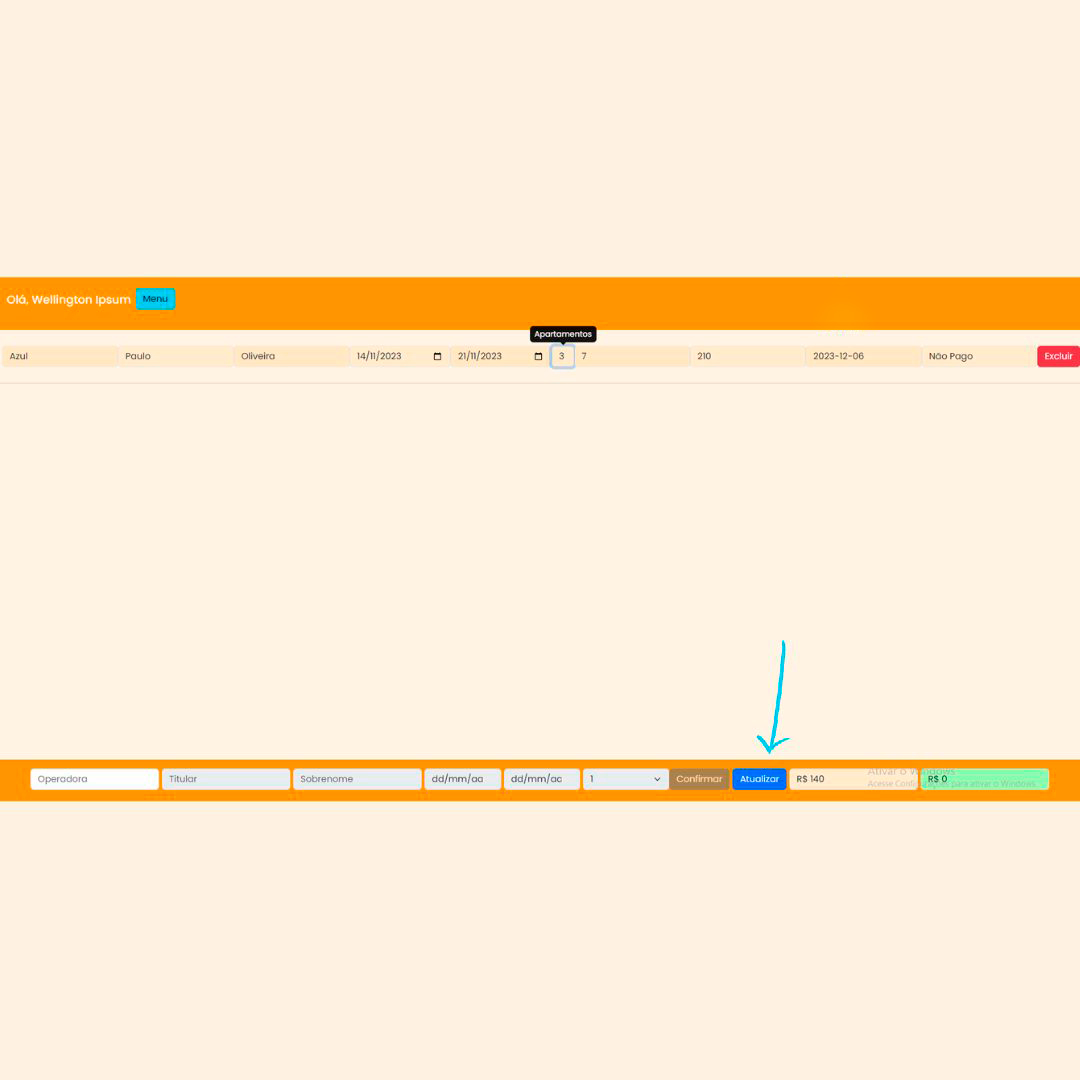 Olá, Wellington Ipsum Menu
Apartamentos
Azul Paulo Oliveira 14/11/2023 21/11/2023 3 7 210 2023-12-06 Não Pago Excluir
Operadora Titular Sobrenome dd/mm/aa dd/mm/aa 1 Confirmar Atualizar R$ 140 R$ 0
Ativar o Windows
Acesse Configurações para ativar o Windows.